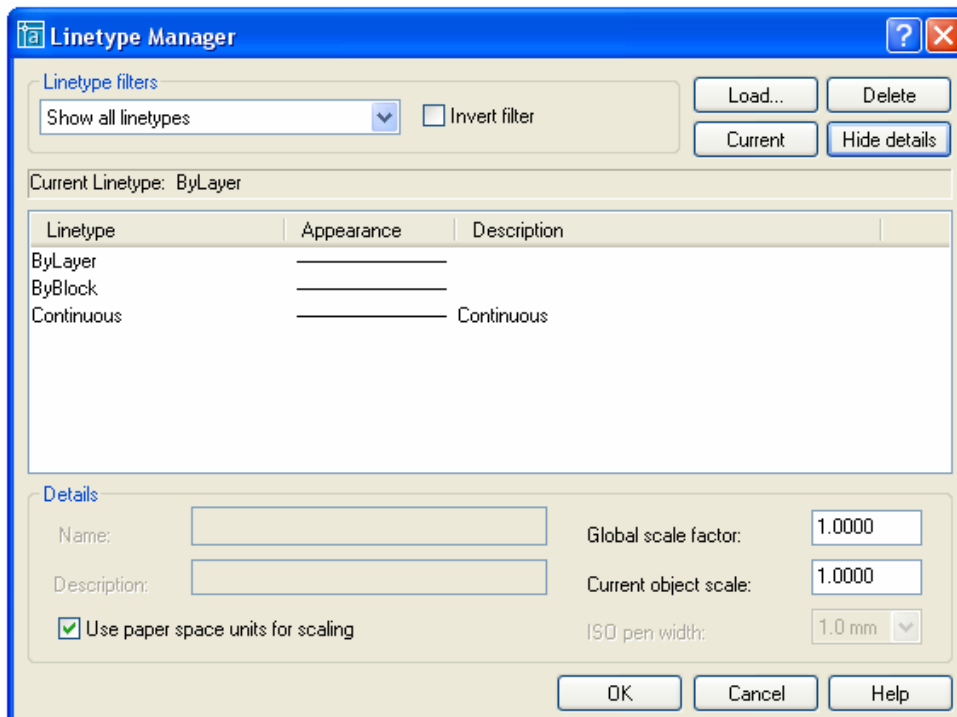 Linetype Manager
Linetype filters
Show all linetypes
Invert filter
Load...
Delete
Current
Hide details
Current Linetype: ByLayer
Linetype Appearance Description
ByLayer
ByBlock
Continuous Continuous
Details
Name:
Global scale factor: 1.0000
Description:
Current object scale: 1.0000
Use paper space units for scaling
ISO pen width: 1.0 mm
OK Cancel Help